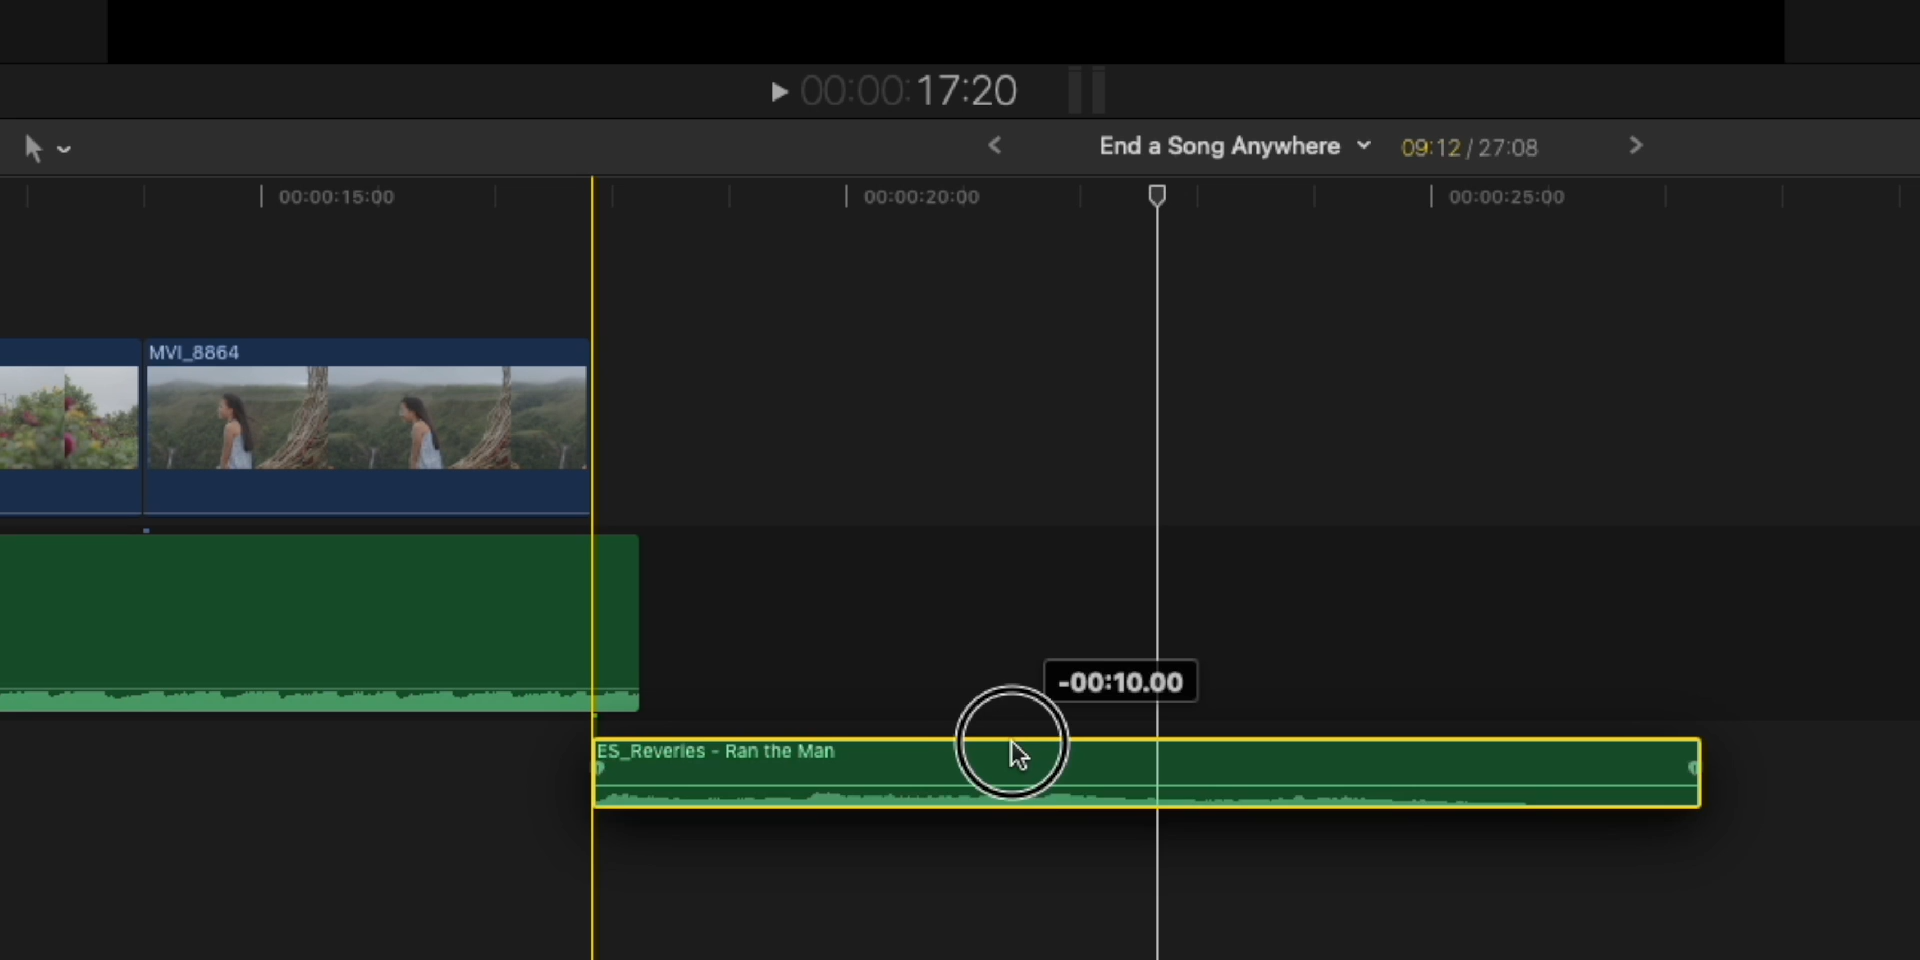 00:00:17:20
End a Song Anywhere
09:12 / 27:08
00:00:15:00
00:00:20:00
00:00:25:00
MVI_8864
-00:10.00
ES_Reveries - Ran the Man